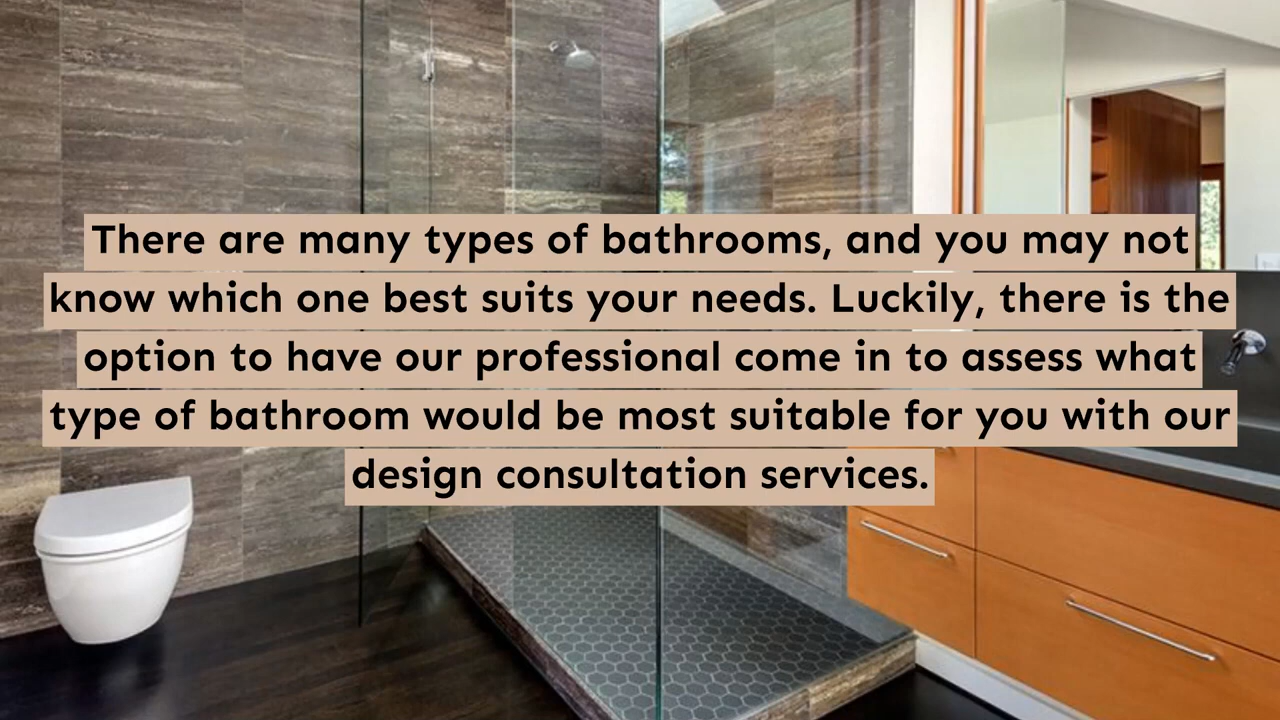 There are many types of bathrooms, and you may not
know which one best suits your needs. Luckily, there is the
option to have our professional come in to assess what
type of bathroom would be most suitable for you with our
design consultation services.